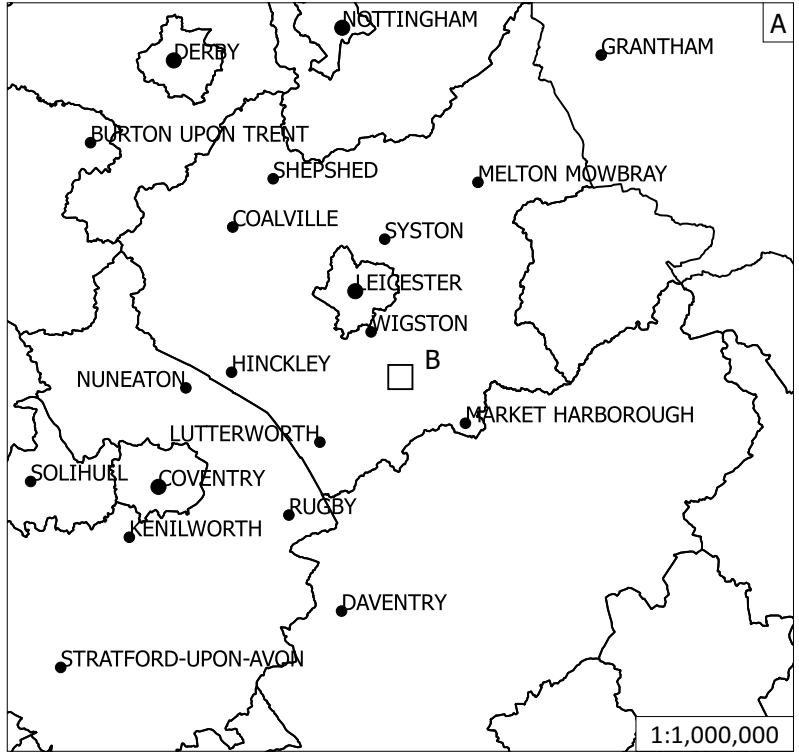 NOTTINGHAM
A
GRANTHAM
DERBY
BURTON UPON TRENT
SHEPSHED
MELTON MOWBRAY
COALVILLE
SYSTON
LEICESTER
WIGSTON
HINCKLEY
B
NUNEATON
MARKET HARBOROUGH
LUTTERWORTH
SOLIHULL
COVENTRY
RUGBY
KENILWORTH
DAVENTRY
STRATFORD-UPON-AVON
1:1,000,000